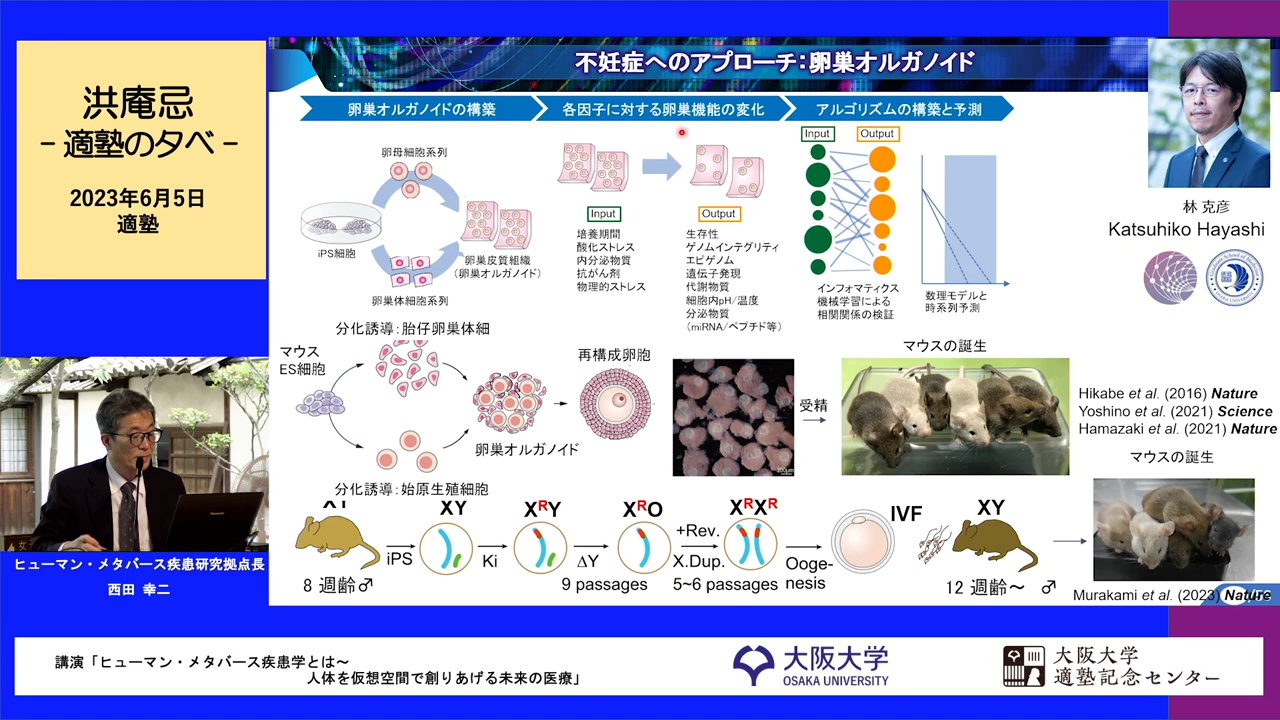 洪庵忌
- 適塾の夕べ -
2023年6月5日
適塾
ヒューマン・メタバース疾患研究拠点長
西田 幸二
不妊症へのアプローチ：卵巣オルガノイド
卵巣オルガノイドの構築
各因子に対する卵巣機能の変化
アルゴリズムの構築と予測
卵母細胞系列
iPS細胞
卵巣皮質組織
（卵巣オルガノイド）
卵巣体細胞系列
Input
培養期間
酸化ストレス
内分泌物質
抗がん剤
物理的ストレス
Output
生存性
ゲノムインテグリティ
エピゲノム
遺伝子発現
代謝物質
細胞内pH/温度
分泌物質
（miRNA/ペプチド等）
Input
Output
インフォマティクス
機械学習による
相関関係の検証
数理モデルと
時系列予測
林 克彦
Katsuhiko Hayashi
分化誘導：胎仔卵巣体細
マウス
ES細胞
卵巣オルガノイド
再構成卵胞
受精
マウスの誕生
分化誘導：始原生殖細胞
Hikabe et al. (2016) Nature
Yoshino et al. (2021) Science
Hamazaki et al. (2021) Nature
マウスの誕生
XY
XRY
XRO
XRXR
IVF
XY
iPS
Ki
ΔY
+Rev.
X.Dup.
Ooge-
nesis
8 週齢♂
9 passages
5~6 passages
12 週齢～ ♂
Murakami et al. (2023) Nature
講演「ヒューマン・メタバース疾患学とは～
人体を仮想空間で創りあげる未来の医療」
大阪大学
OSAKA UNIVERSITY
大阪大学
適塾記念センター